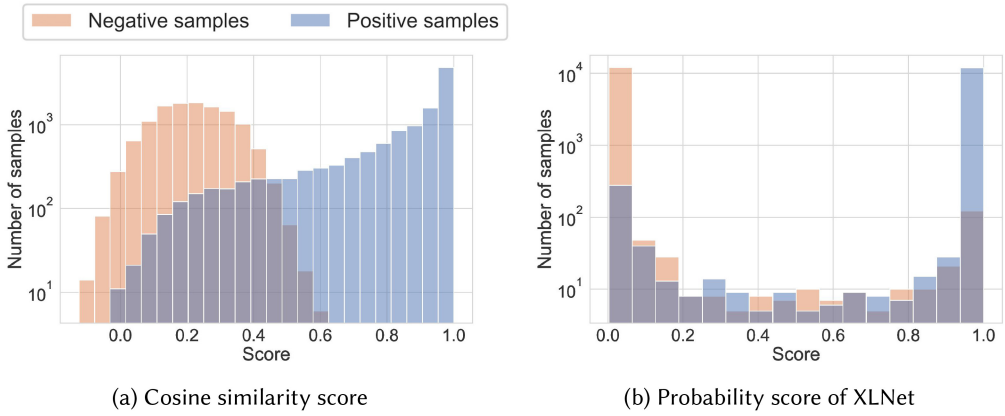 Negative samples Positive samples
Number of samples
10^3
10^2
10^1
0.0 0.2 0.4 0.6 0.8 1.0
Score
(a) Cosine similarity score
Number of samples
10^4
10^3
10^2
10^1
0.0 0.2 0.4 0.6 0.8 1.0
Score
(b) Probability score of XLNet